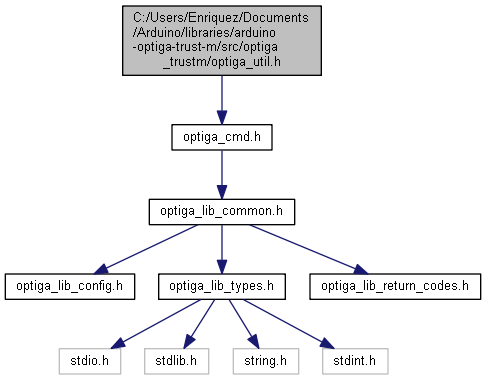 C:/Users/Enriquez/Documents
/Arduino/libraries/arduino
-optiga-trust-m/src/optiga
_trustm/optiga_util.h
optiga_cmd.h
optiga_lib_common.h
optiga_lib_config.h
optiga_lib_types.h
optiga_lib_return_codes.h
stdio.h
stdlib.h
string.h
stdint.h